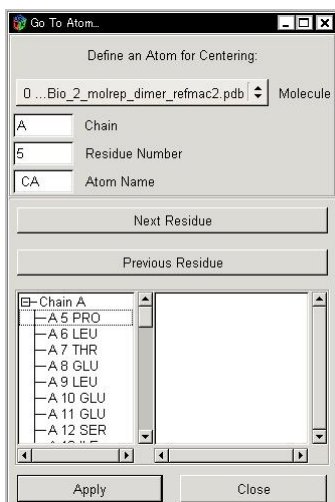 Go To Atom...
Define an Atom for Centering:
0 ...Bio_2_molrep_dimer_refmac2.pdb Molecule
A Chain
5 Residue Number
CA Atom Name
Next Residue
Previous Residue
Chain A
A 5 PRO
A 6 LEU
A 7 THR
A 8 GLU
A 9 LEU
A 10 GLU
A 11 GLU
A 12 SER
Apply Close